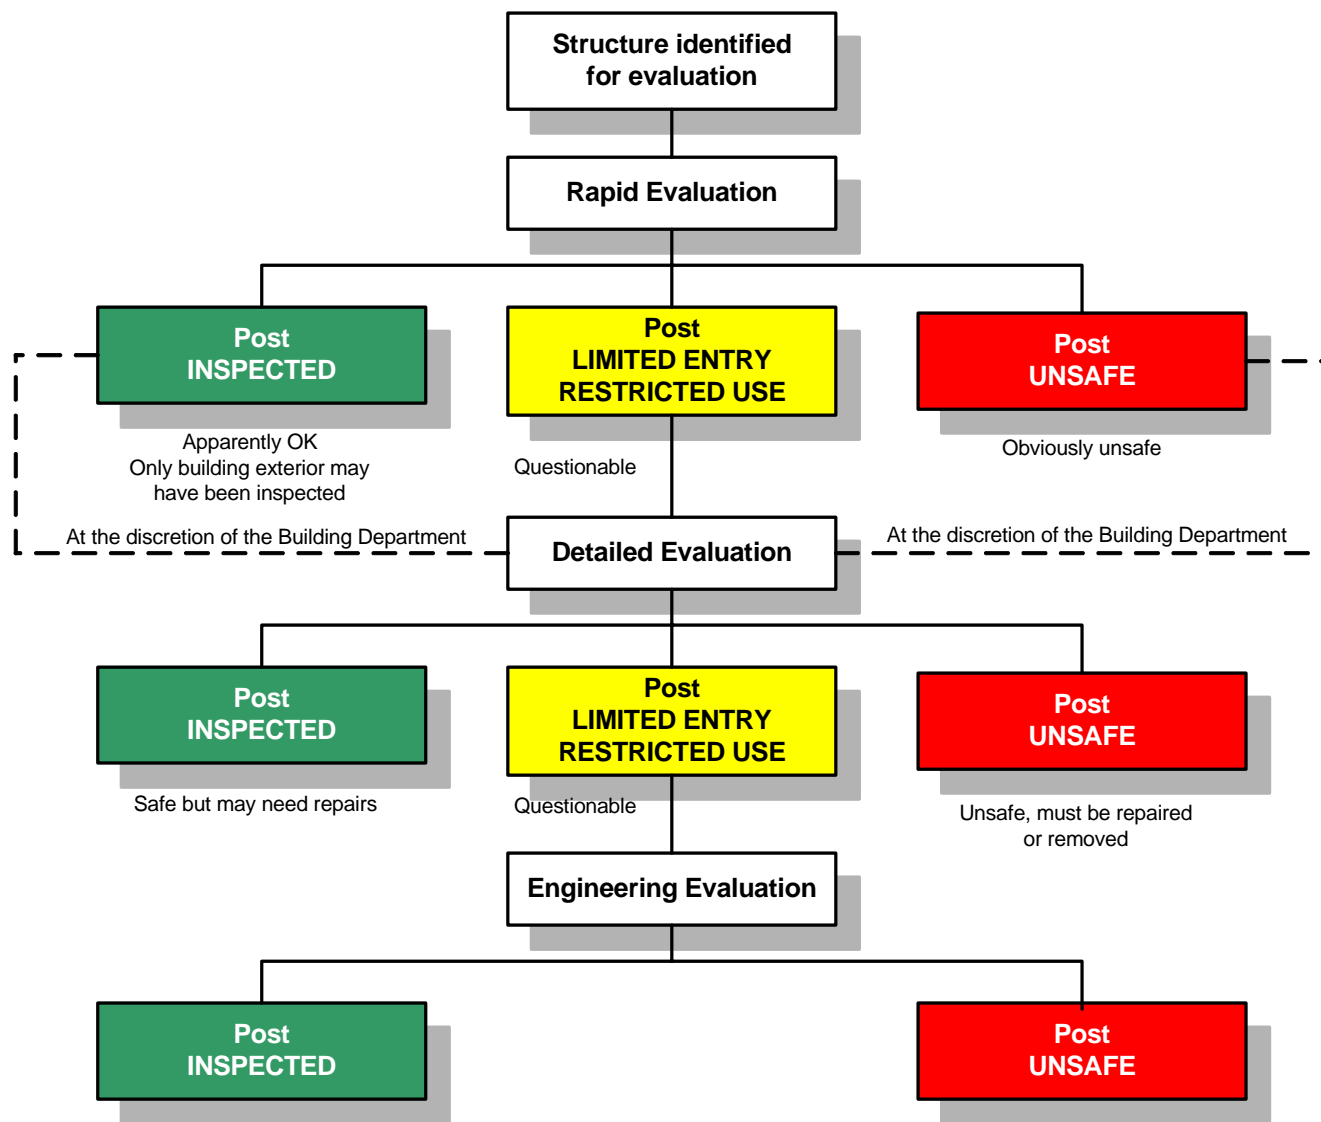 Structure identified
for evaluation
Rapid Evaluation
Post
INSPECTED
Post
LIMITED ENTRY
RESTRICTED USE
Post
UNSAFE
Apparently OK
Only building exterior may
have been inspected
Questionable
Obviously unsafe
At the discretion of the Building Department
Detailed Evaluation
At the discretion of the Building Department
Post
INSPECTED
Post
LIMITED ENTRY
RESTRICTED USE
Post
UNSAFE
Safe but may need repairs
Questionable
Unsafe, must be repaired
or removed
Engineering Evaluation
Post
INSPECTED
Post
UNSAFE